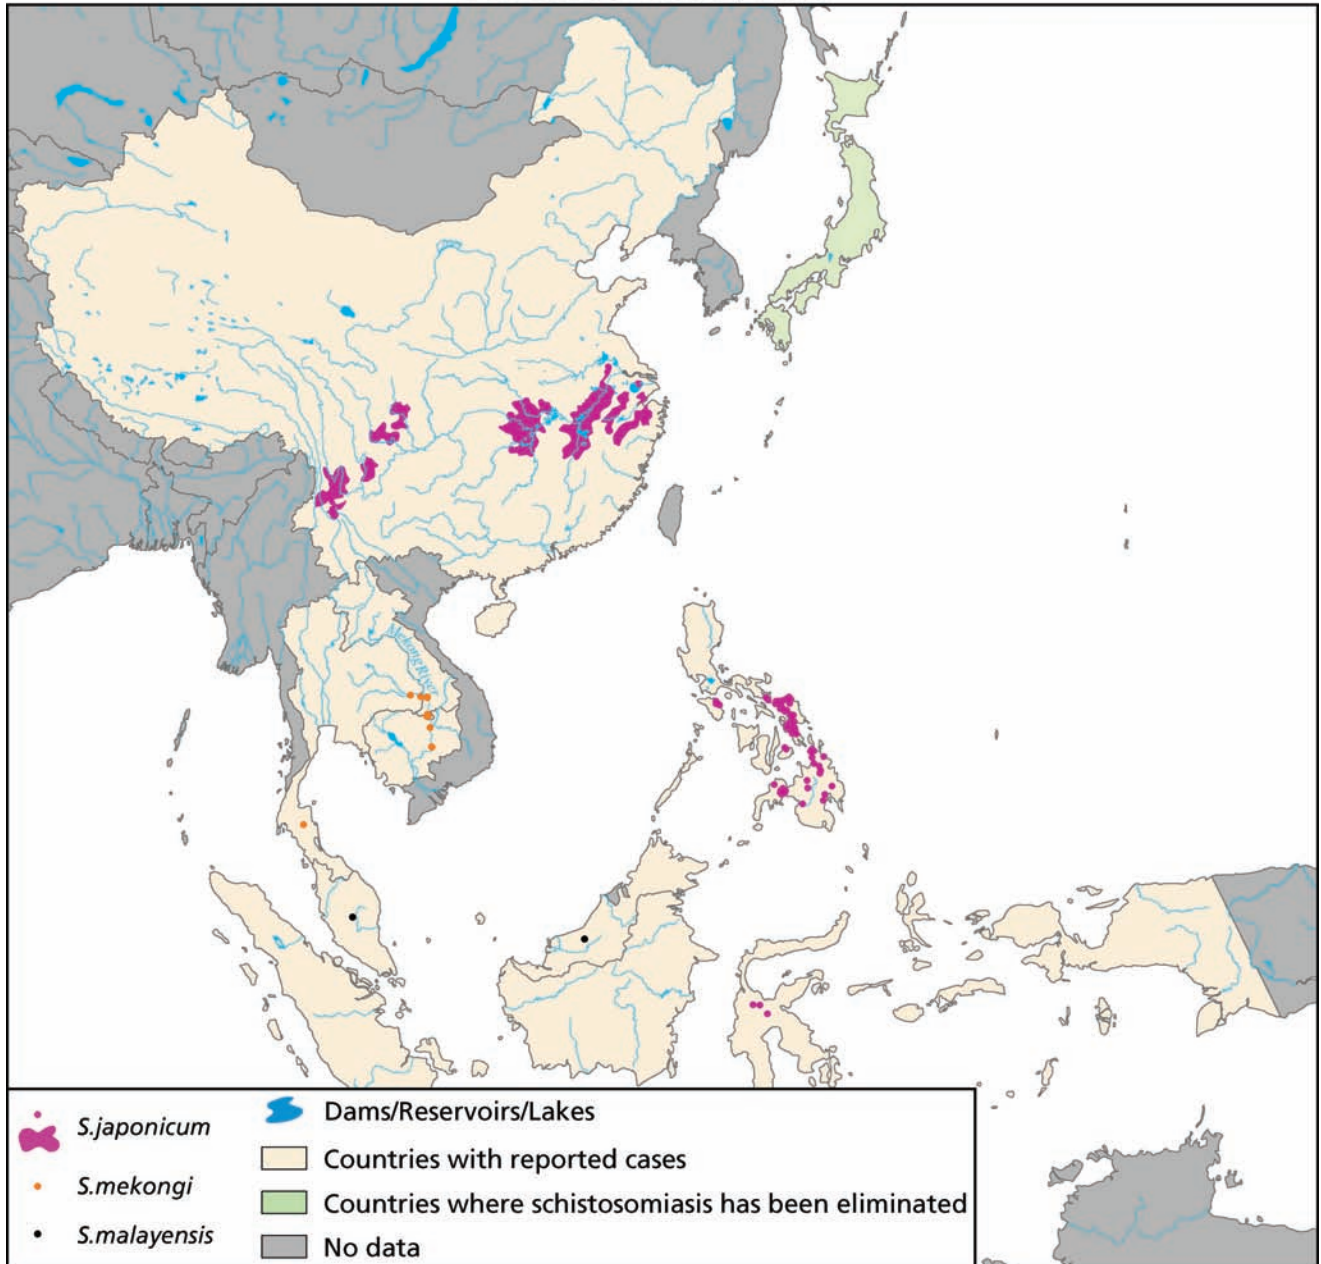 Mekong River
S.japonicum
S.mekongi
S.malayensis
Dams/Reservoirs/Lakes
Countries with reported cases
Countries where schistosomiasis has been eliminated
No data